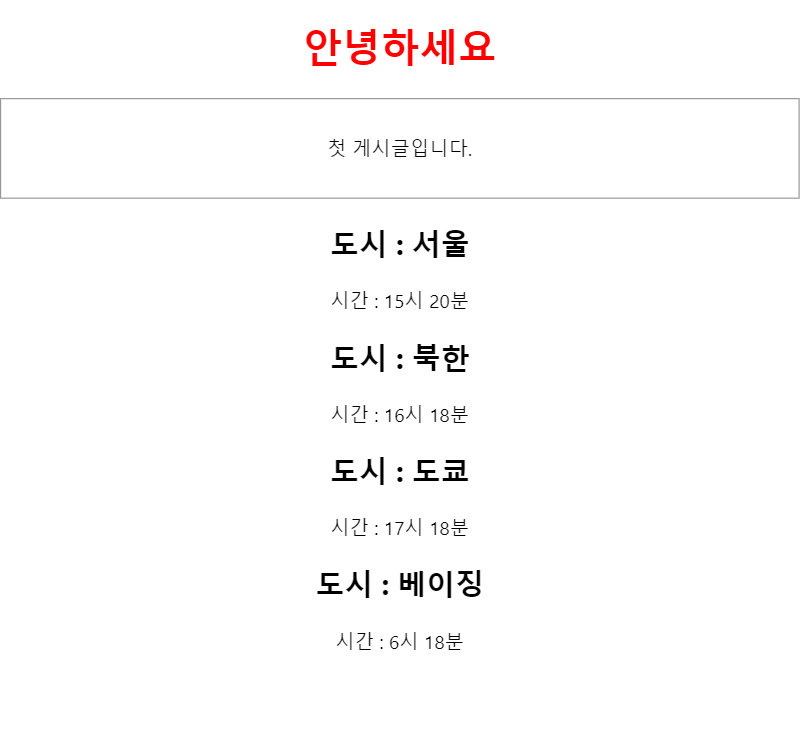 안녕하세요
첫 게시글입니다.
도시 : 서울
시간 : 15시 20분
도시 : 북한
시간 : 16시 18분
도시 : 도쿄
시간 : 17시 18분
도시 : 베이징
시간 : 6시 18분